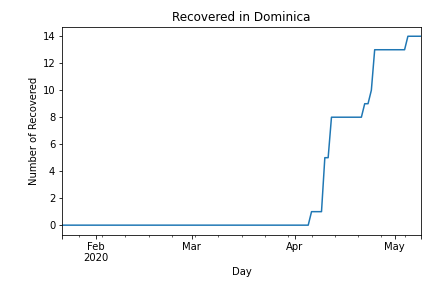 Recovered in Dominica
Number of Recovered
14
12
10
8
6
4
2
0
Feb
2020
Mar
Apr
May
Day